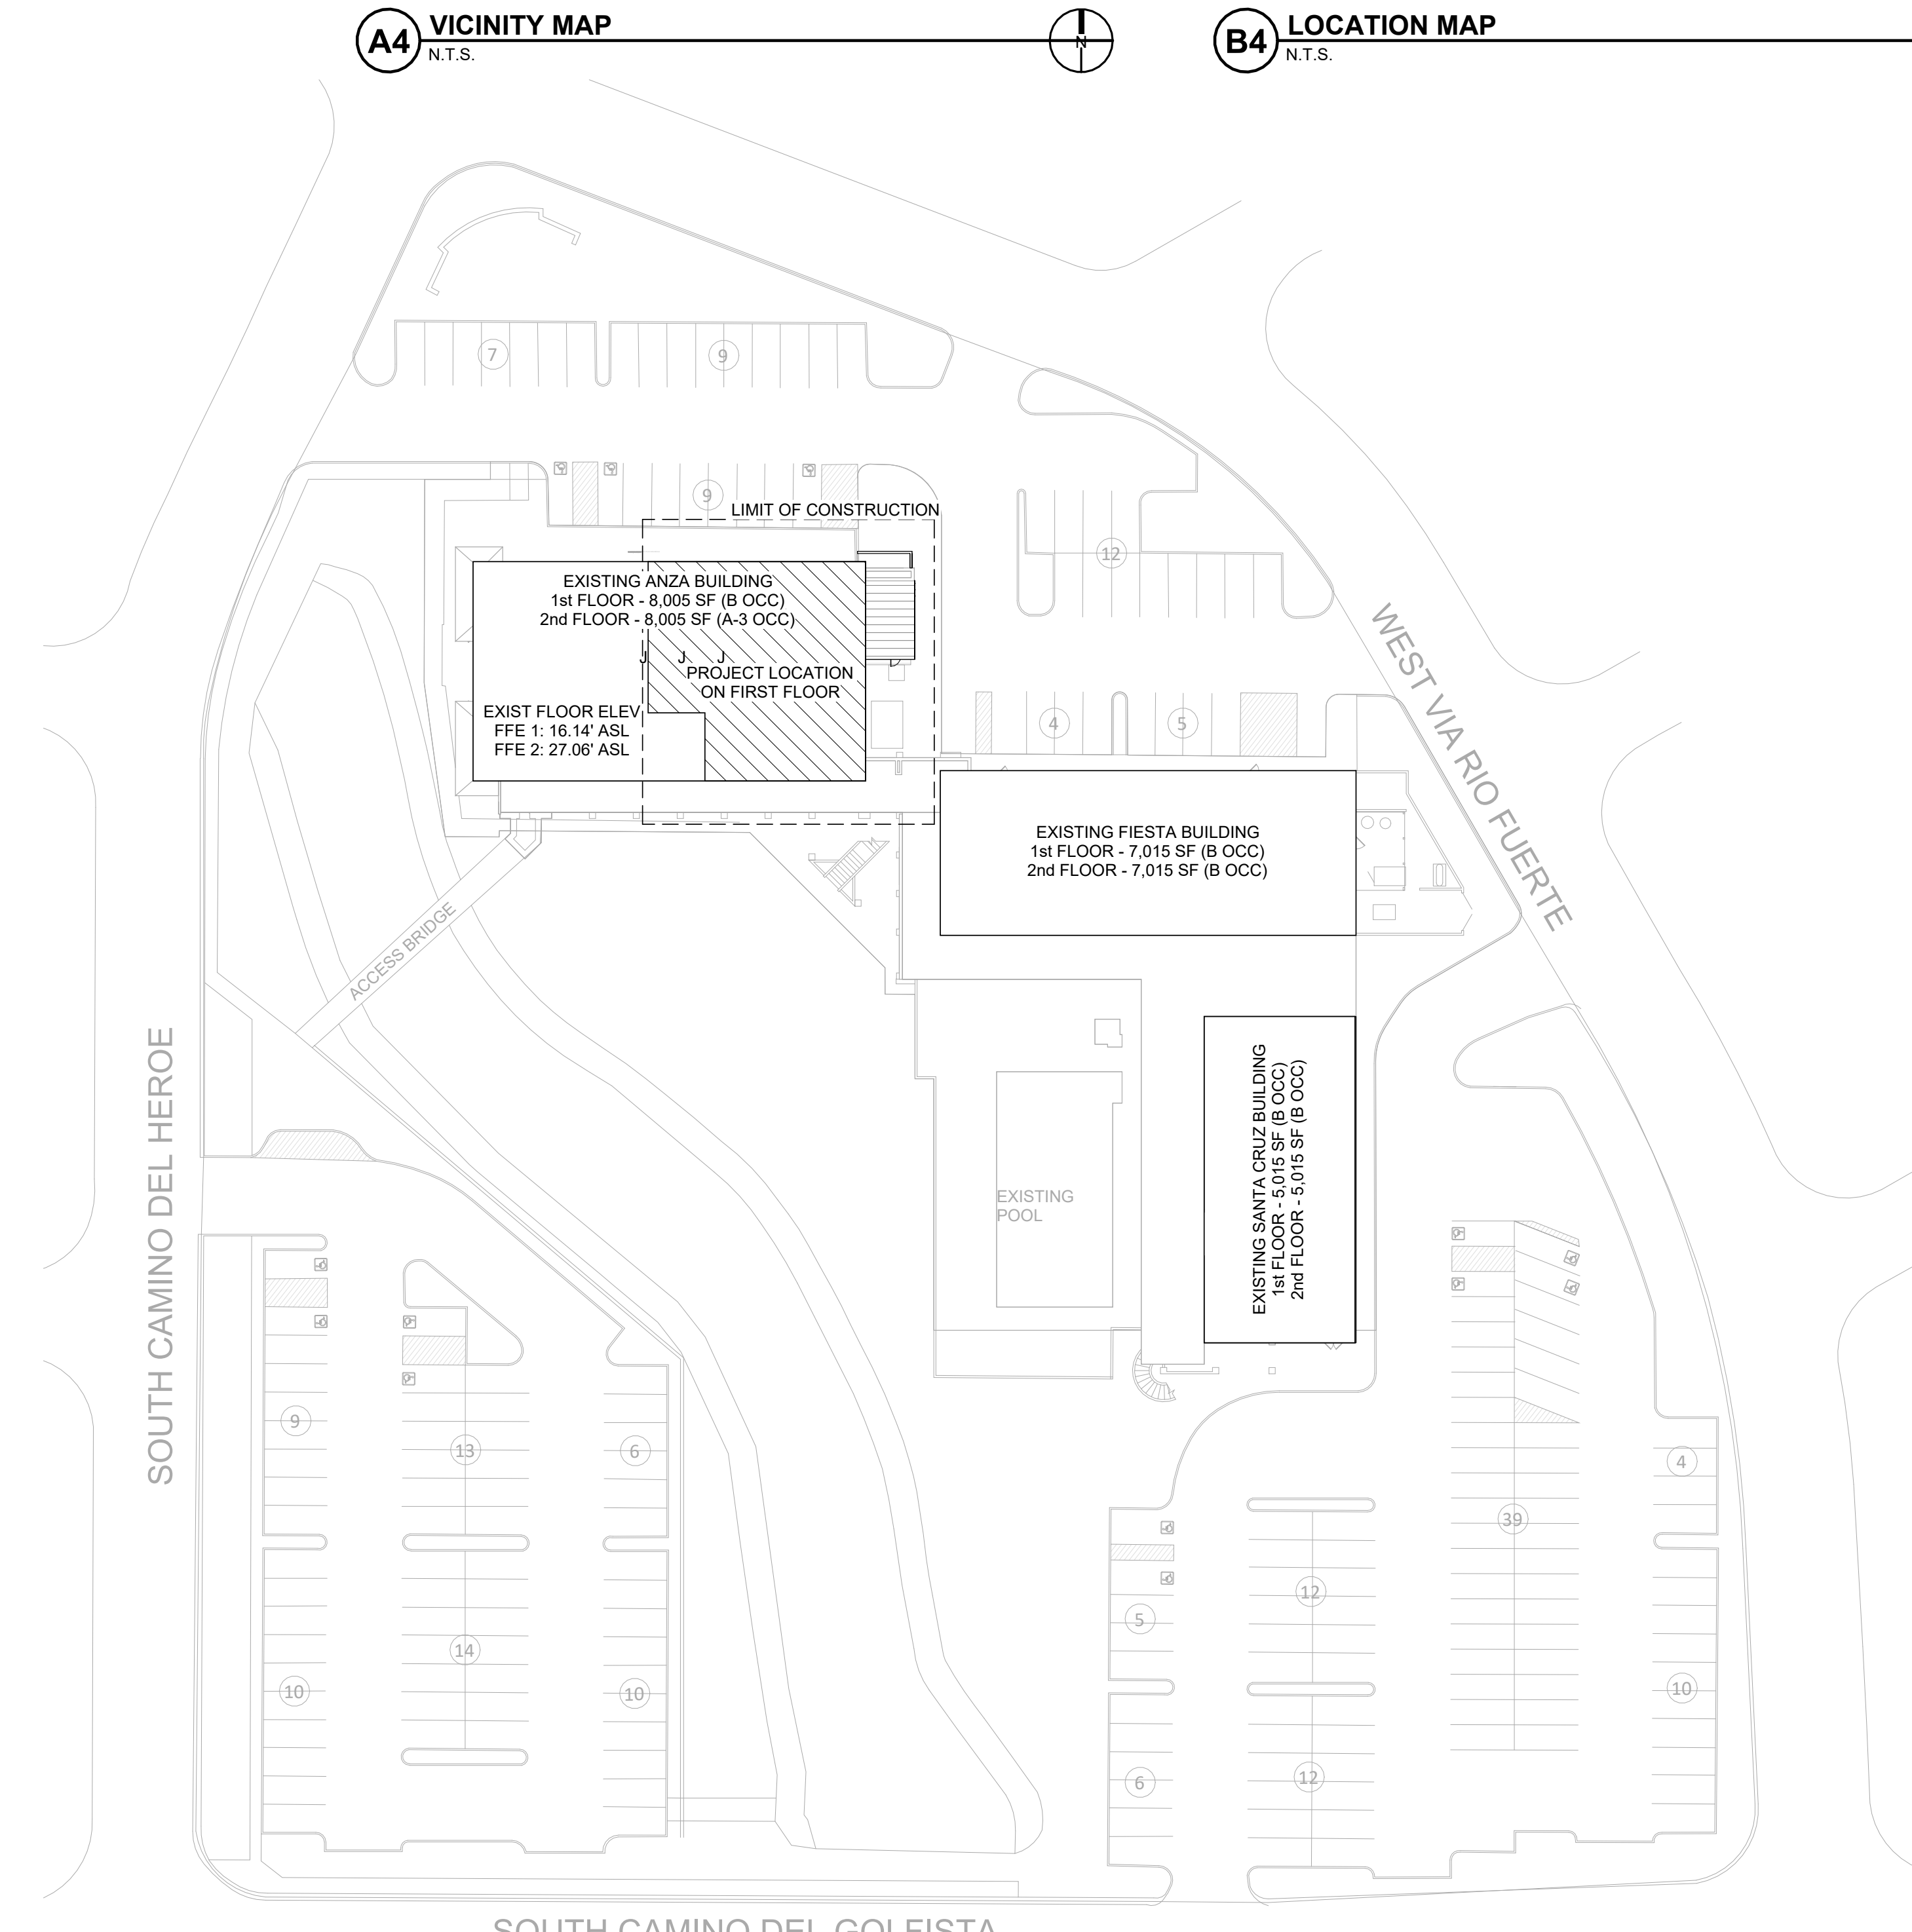 A4 VICINITY MAP
N.T.S.
N
B4 LOCATION MAP
N.T.S.
7
9
9
LIMIT OF CONSTRUCTION
12
EXISTING ANZA BUILDING
1st FLOOR - 8,005 SF (B OCC)
2nd FLOOR - 8,005 SF (A-3 OCC)
J J J
PROJECT LOCATION
ON FIRST FLOOR
EXIST FLOOR ELEV
FFE 1: 16.14' ASL
FFE 2: 27.06' ASL
4
5
WEST VIA RIO FUERTE
EXISTING FIESTA BUILDING
1st FLOOR - 7,015 SF (B OCC)
2nd FLOOR - 7,015 SF (B OCC)
ACCESS BRIDGE
SOUTH CAMINO DEL HEROE
EXISTING
POOL
EXISTING SANTA CRUZ BUILDING
1st FLOOR - 5,015 SF (B OCC)
2nd FLOOR - 5,015 SF (B OCC)
9
13
6
4
39
12
5
14
10
10
10
6
12
SOUTH CAMINO DEL GOLFISTA